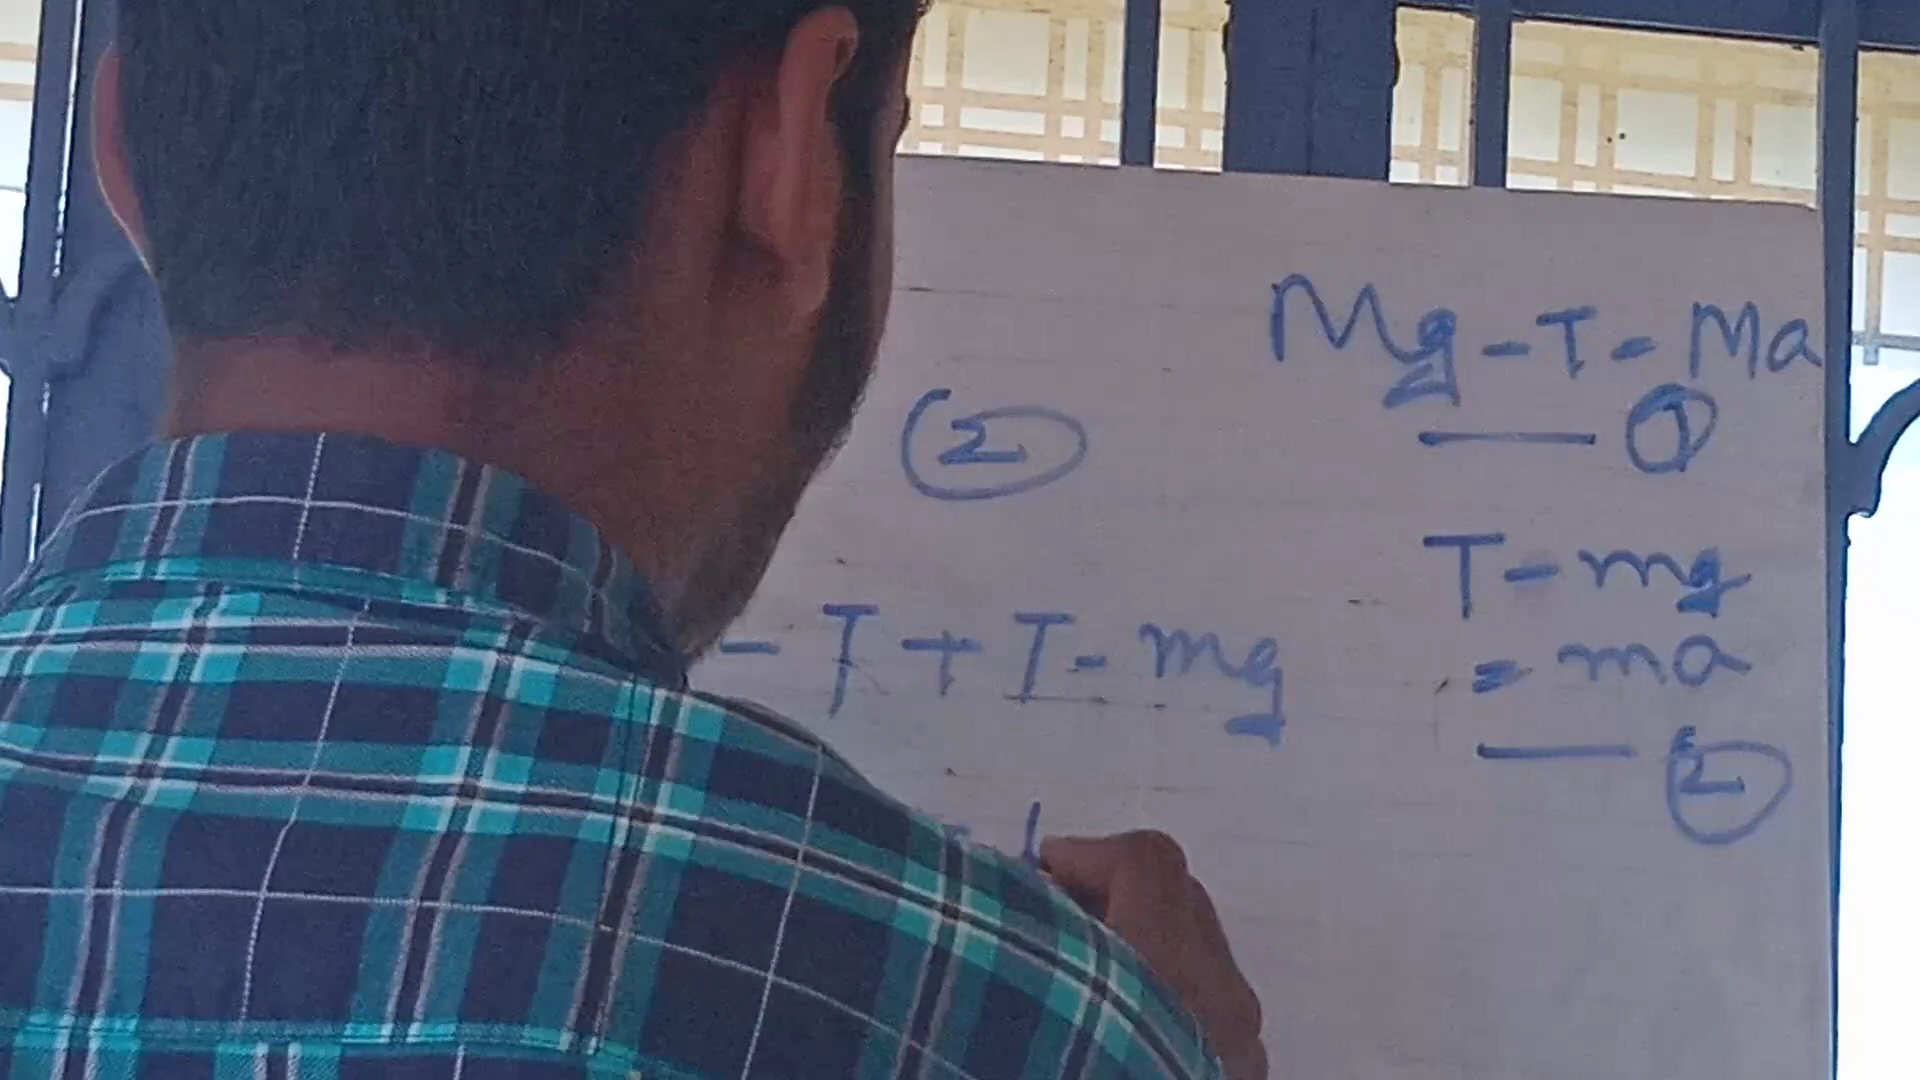 ②
- T + T - mg
=
Mg - T = Ma
— ①
T - mg
= ma
— ②